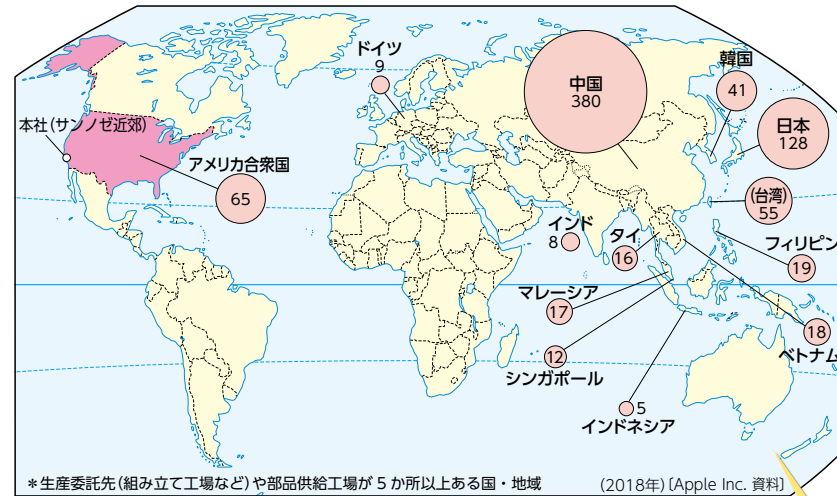 ドイツ
9
中国
380
韓国
41
日本
128
本社(サンノゼ近郊)
アメリカ合衆国
65
(台湾)
55
インド
8
タイ
16
フィリピン
19
マレーシア
17
18
ベトナム
12
シンガポール
5
インドネシア
*生産委託先(組み立て工場など)や部品供給工場が5か所以上ある国・地域
(2018年)〔Apple Inc. 資料〕